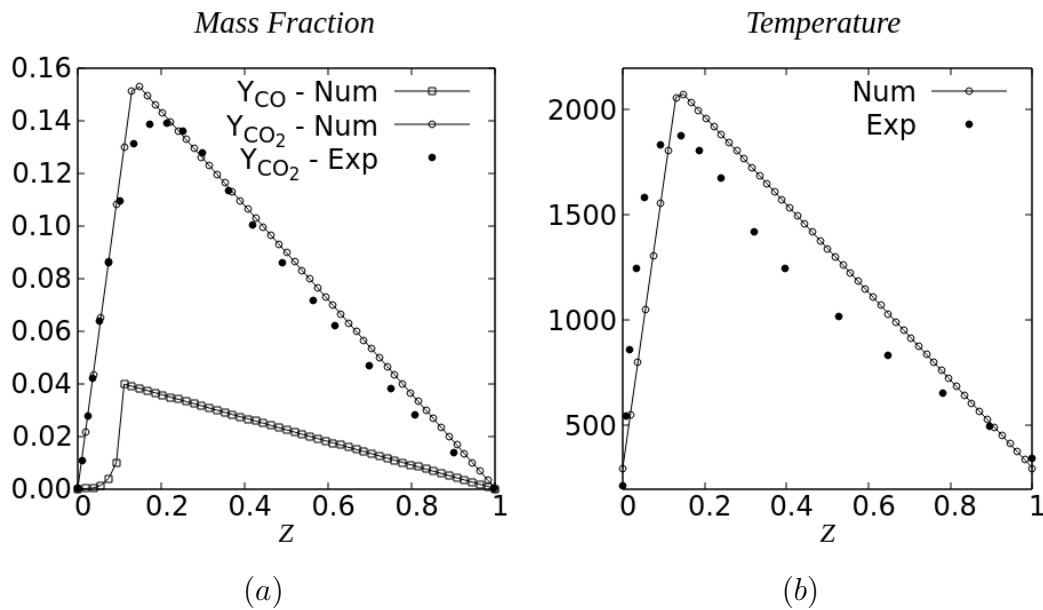 Mass Fraction
0.16
0.14
0.12
0.10
0.08
0.06
0.04
0.02
0.00
0 0.2 0.4 0.6 0.8 1
Z
Y_CO - Num
Y_CO2 - Num
Y_CO2 - Exp
(a)
Temperature
2000
1500
1000
500
0 0.2 0.4 0.6 0.8 1
Z
Num
Exp
(b)